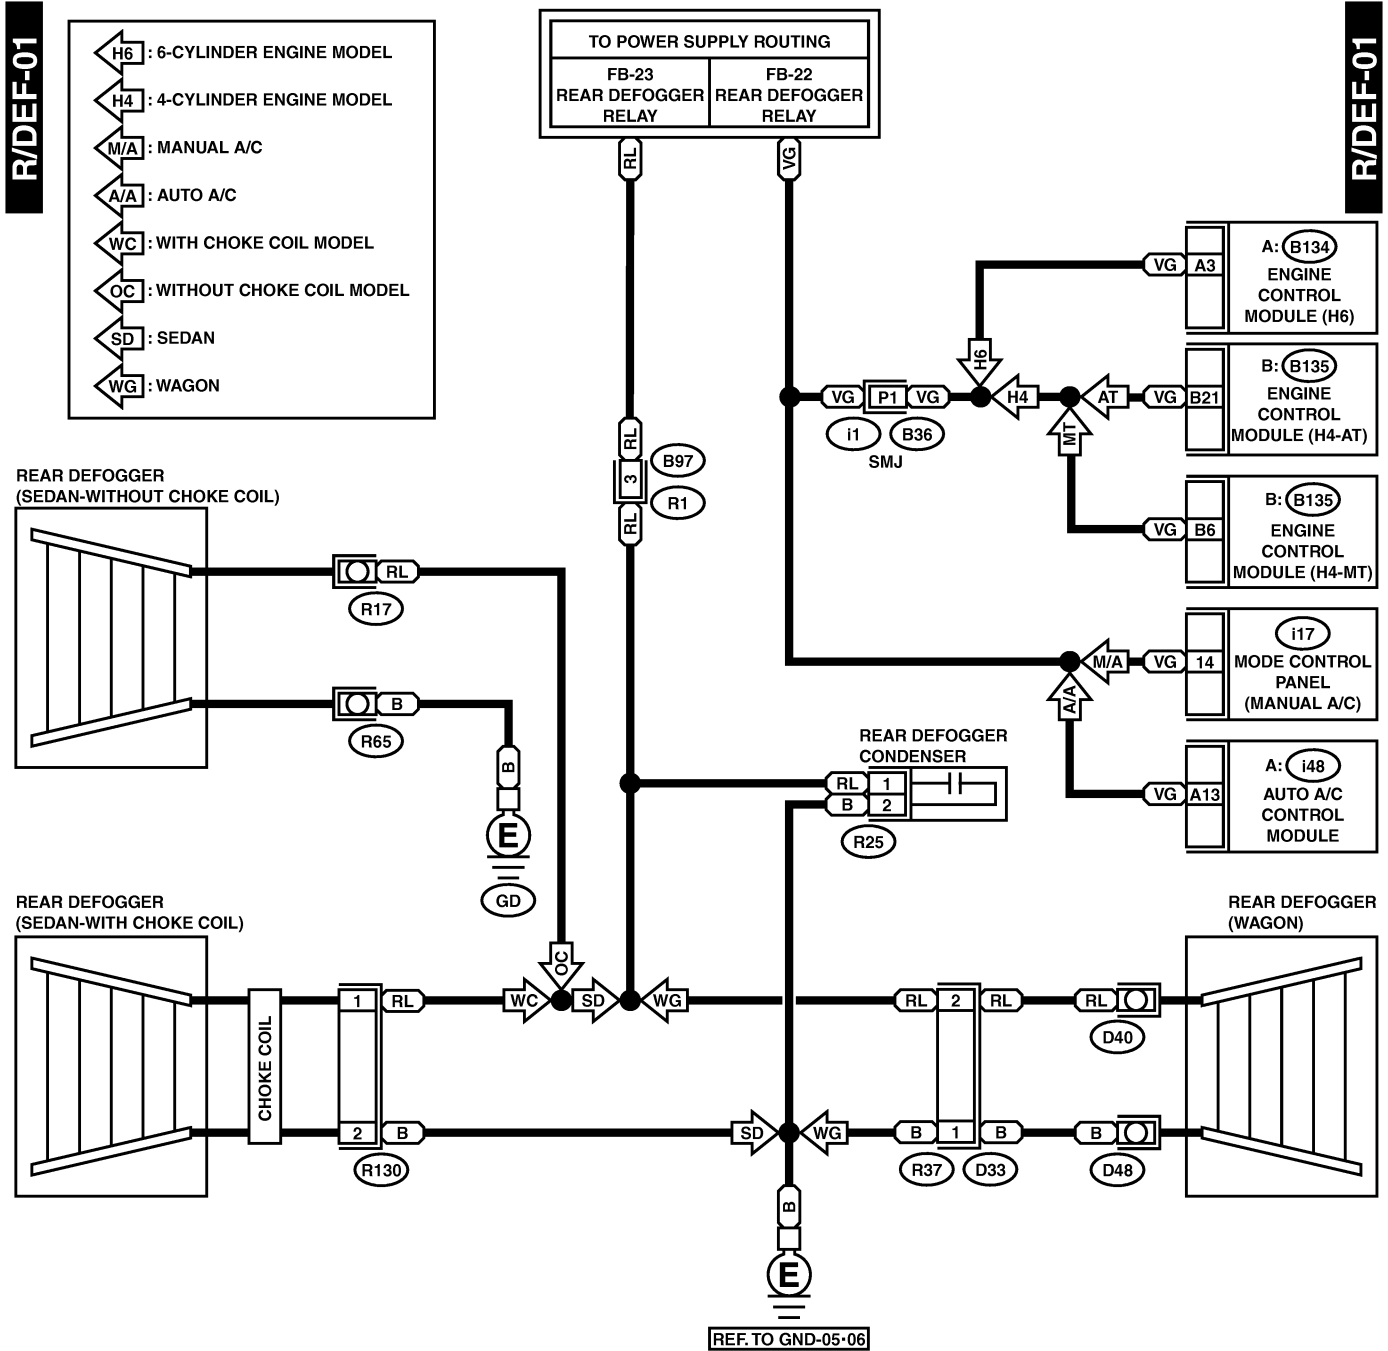 R/DEF-01
R/DEF-01
H6 : 6-CYLINDER ENGINE MODEL
H4 : 4-CYLINDER ENGINE MODEL
M/A : MANUAL A/C
A/A : AUTO A/C
WC : WITH CHOKE COIL MODEL
OC : WITHOUT CHOKE COIL MODEL
SD : SEDAN
WG : WAGON
TO POWER SUPPLY ROUTING
FB-23
REAR DEFOGGER
RELAY
FB-22
REAR DEFOGGER
RELAY
RL
VG
VG A3
A: B134
ENGINE
CONTROL
MODULE (H6)
H6
VG P1 VG
H4
AT
VG B21
i1 B36
SMJ
B: B135
ENGINE
CONTROL
MODULE (H4-AT)
MT
VG B6
B: B135
ENGINE
CONTROL
MODULE (H4-MT)
RL
3
RL
B97
R1
M/A
VG 14
i17
MODE CONTROL
PANEL
(MANUAL A/C)
A/A
VG A13
A: i48
AUTO A/C
CONTROL
MODULE
REAR DEFOGGER
(SEDAN-WITHOUT CHOKE COIL)
RL
R17
B
R65
B
E
GD
REAR DEFOGGER
CONDENSER
RL 1
B 2
R25
REAR DEFOGGER
(SEDAN-WITH CHOKE COIL)
CHOKE COIL
1 RL
2 B
R130
WC
OC
SD
WG
RL 2 RL
RL
D40
REAR DEFOGGER
(WAGON)
SD
WG
B 1 B
B
R37 D33
D48
B
E
REF. TO GND-05·06